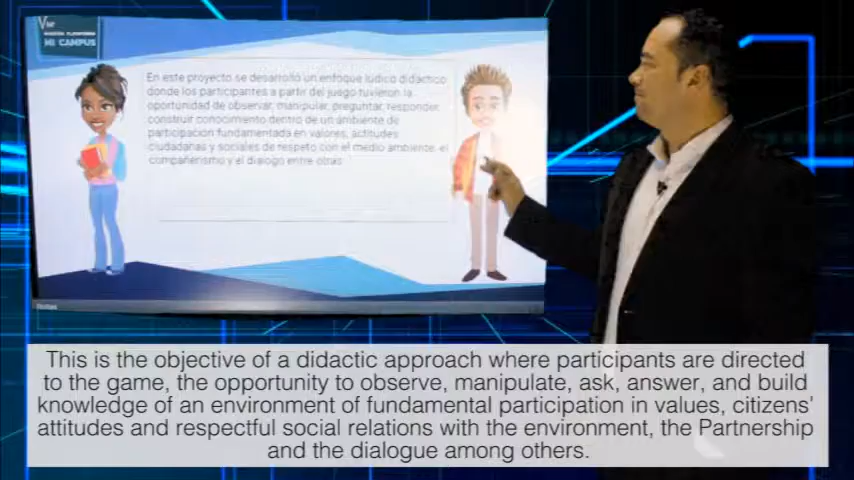 MI CAMPUS
En este proyecto se desarrolló un enfoque lúdico didáctico
donde los participantes a partir del juego tuvieron la
oportunidad de observar, manipular, preguntar, responder,
construir conocimiento dentro de un ambiente de
participación fundamentada en valores, actitudes
ciudadanas y sociales de respeto con el medio ambiente, el
compañerismo y el dialogo entre otras.
This is the objective of a didactic approach where participants are directed
to the game, the opportunity to observe, manipulate, ask, answer, and build
knowledge of an environment of fundamental participation in values, citizens'
attitudes and respectful social relations with the environment, the Partnership
and the dialogue among others.